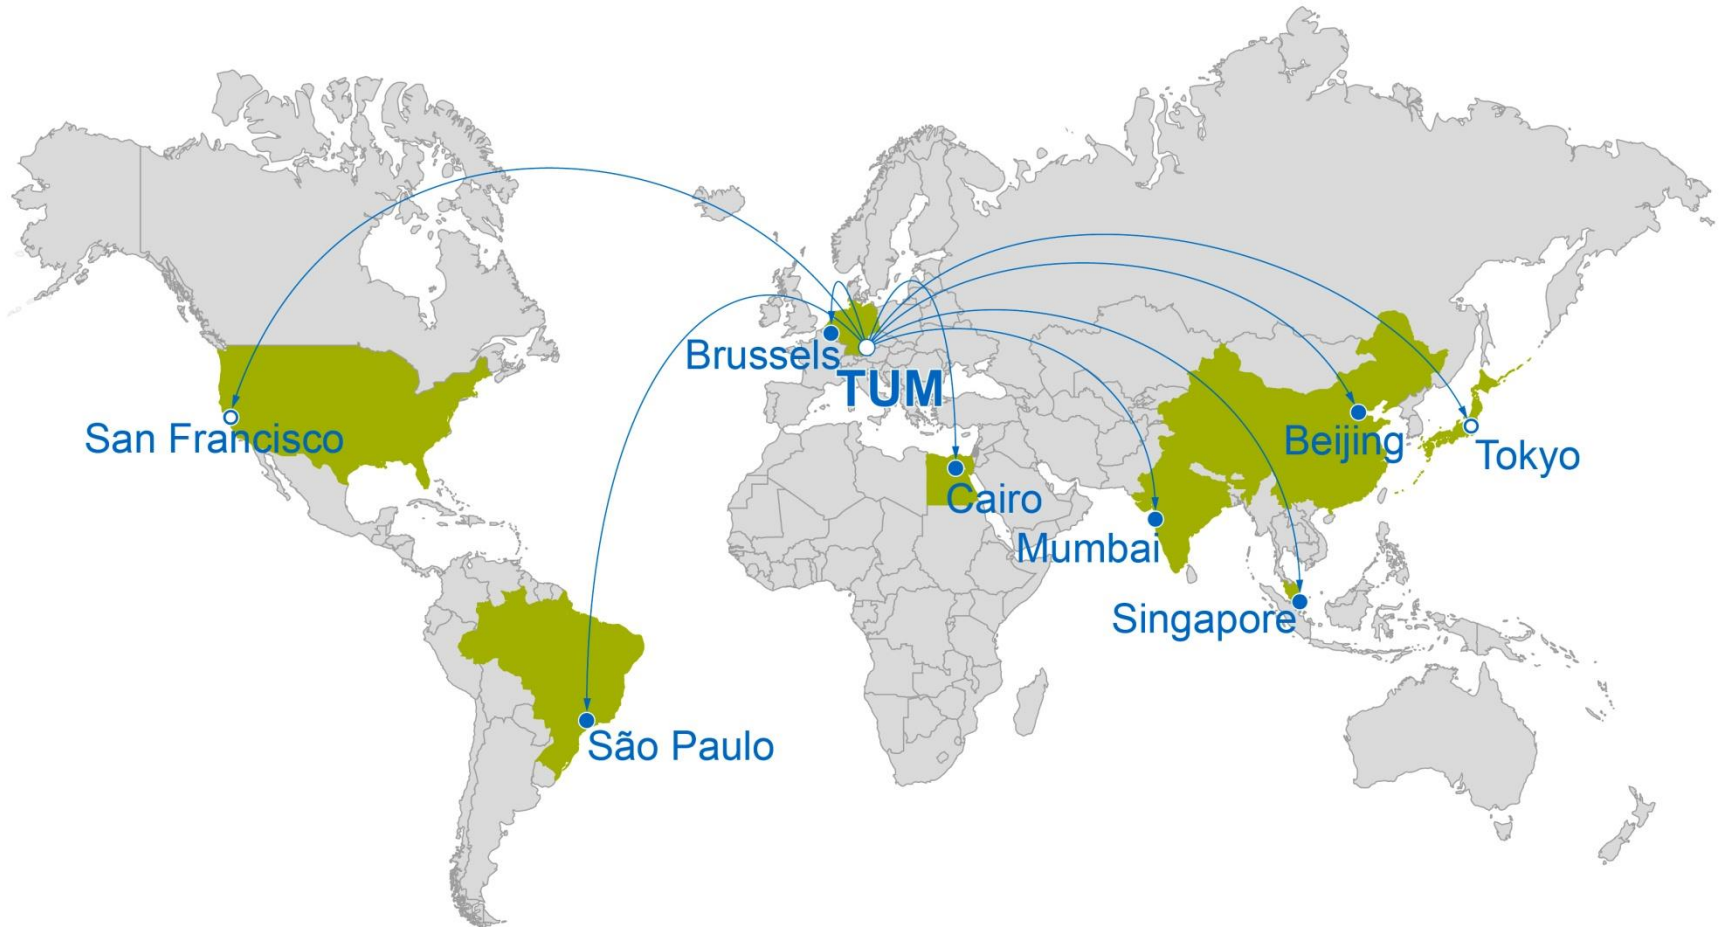 Brussels
TUM
San Francisco
Beijing
Tokyo
Cairo
Mumbai
Singapore
São Paulo